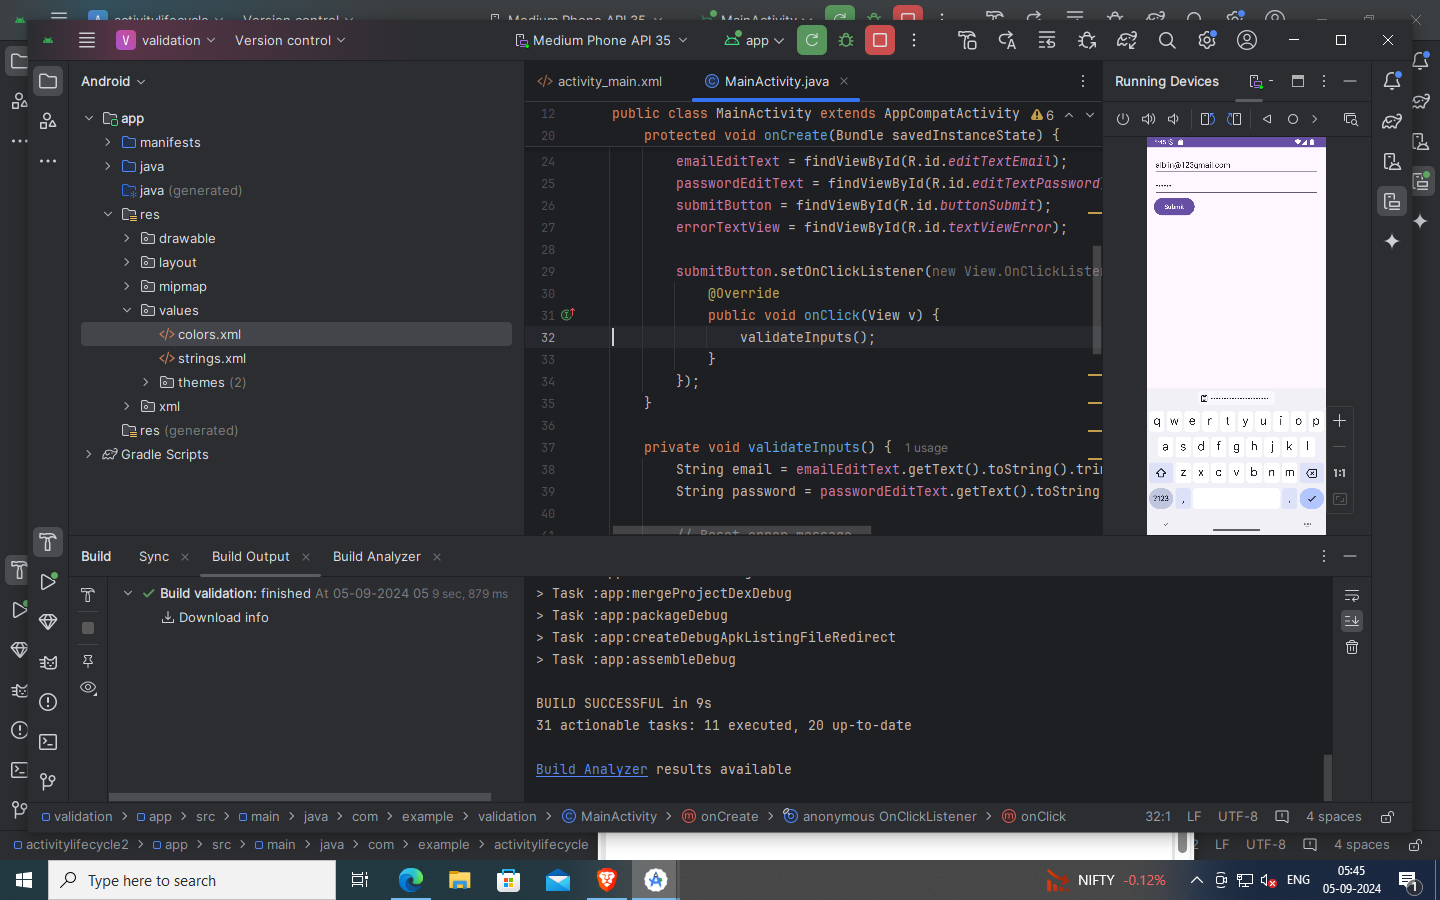 activitylifecycle
Version control
Medium Phone API 35
MainActivity
V
validation
Version control
Medium Phone API 35
app
Android
app
manifests
java
java (generated)
res
drawable
layout
mipmap
values
colors.xml
strings.xml
themes (2)
xml
res (generated)
Gradle Scripts
activity_main.xml
MainActivity.java
6
12 public class MainActivity extends AppCompatActivity
20 protected void onCreate(Bundle savedInstanceState) {
24 emailEditText = findViewById(R.id.editTextEmail);
25 passwordEditText = findViewById(R.id.editTextPassword)
26 submitButton = findViewById(R.id.buttonSubmit);
27 errorTextView = findViewById(R.id.textViewError);
28
29 submitButton.setOnClickListener(new View.OnClickListe
30 @Override
31 public void onClick(View v) {
32 validateInputs();
33 }
34 });
35 }
36
37 private void validateInputs() { 1 usage
38 String email = emailEditText.getText().toString().tri
39 String password = passwordEditText.getText().toString
40
Running Devices
albin@123gmail.com
Submit
q w e r t y u i o p
a s d f g h j k l
z x c v b n m
?123 , .
1:1
Build
Sync
Build Output
Build Analyzer
Build validation: finished At 05-09-2024 05 9 sec, 879 ms
Download info
> Task :app:mergeProjectDexDebug
> Task :app:packageDebug
> Task :app:createDebugApkListingFileRedirect
> Task :app:assembleDebug
BUILD SUCCESSFUL in 9s
31 actionable tasks: 11 executed, 20 up-to-date
Build Analyzer results available
validation > app > src > main > java > com > example > validation > MainActivity > onCreate > anonymous OnClickListener > onClick
32:1 LF UTF-8 4 spaces
activitylifecycle2 > app > src > main > java > com > example > activitylifecycle
2 LF UTF-8 4 spaces
Type here to search
NIFTY -0.12%
ENG
05:45
05-09-2024
1